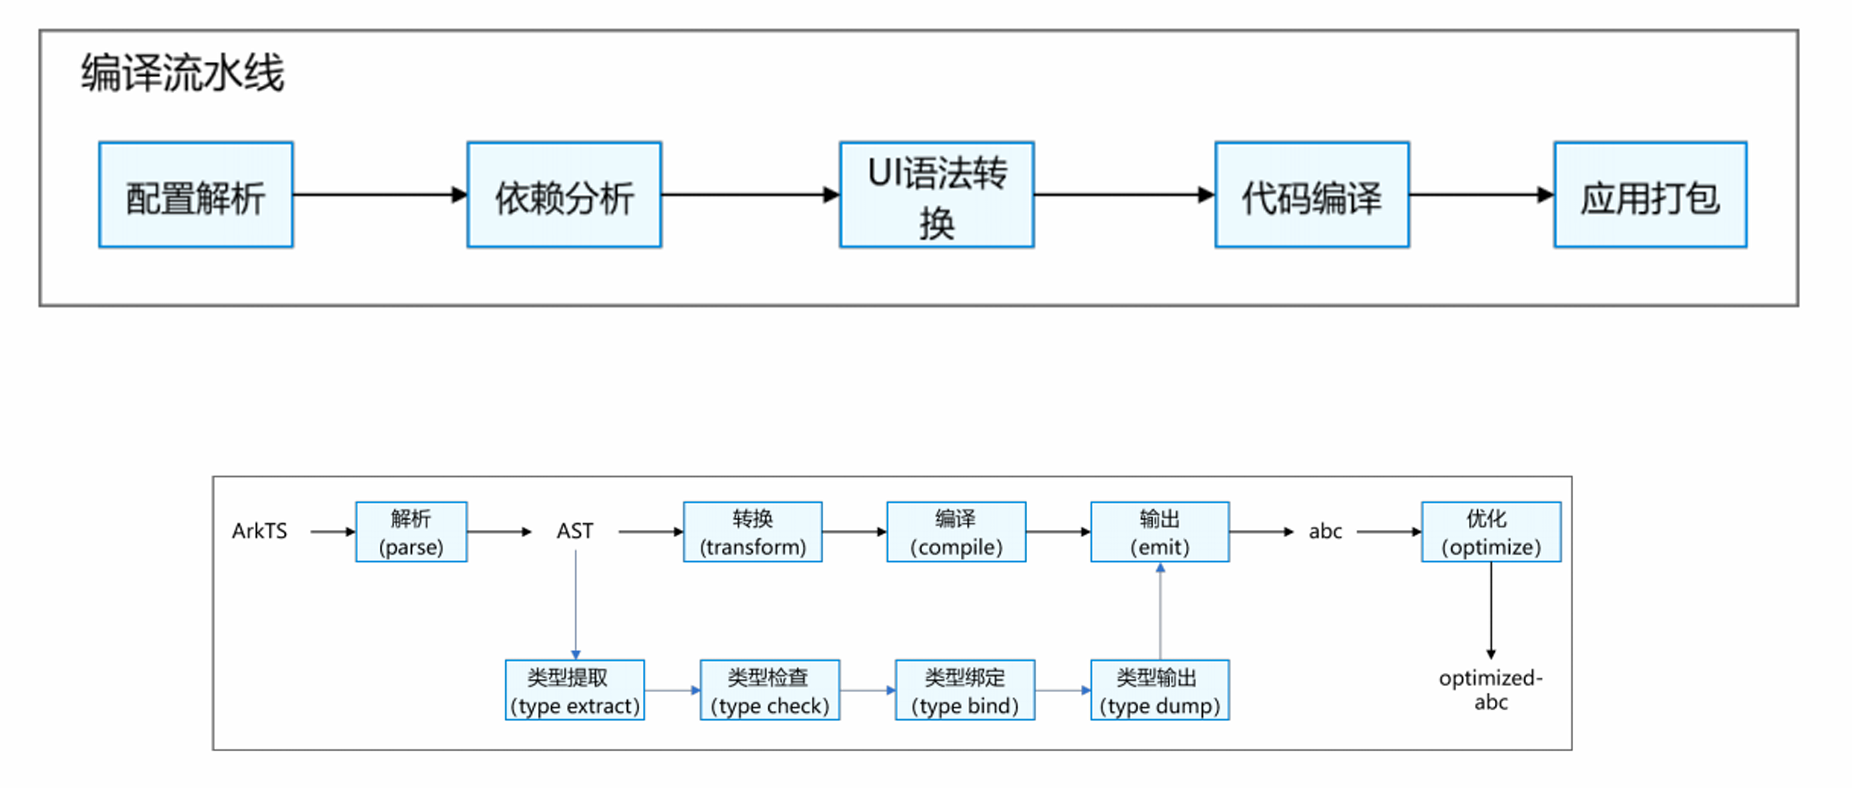 编译流水线
配置解析
依赖分析
UI语法转
换
代码编译
应用打包
ArkTS
解析
(parse)
AST
转换
(transform)
编译
(compile)
输出
(emit)
abc
优化
(optimize)
类型提取
(type extract)
类型检查
(type check)
类型绑定
(type bind)
类型输出
(type dump)
optimized-
abc